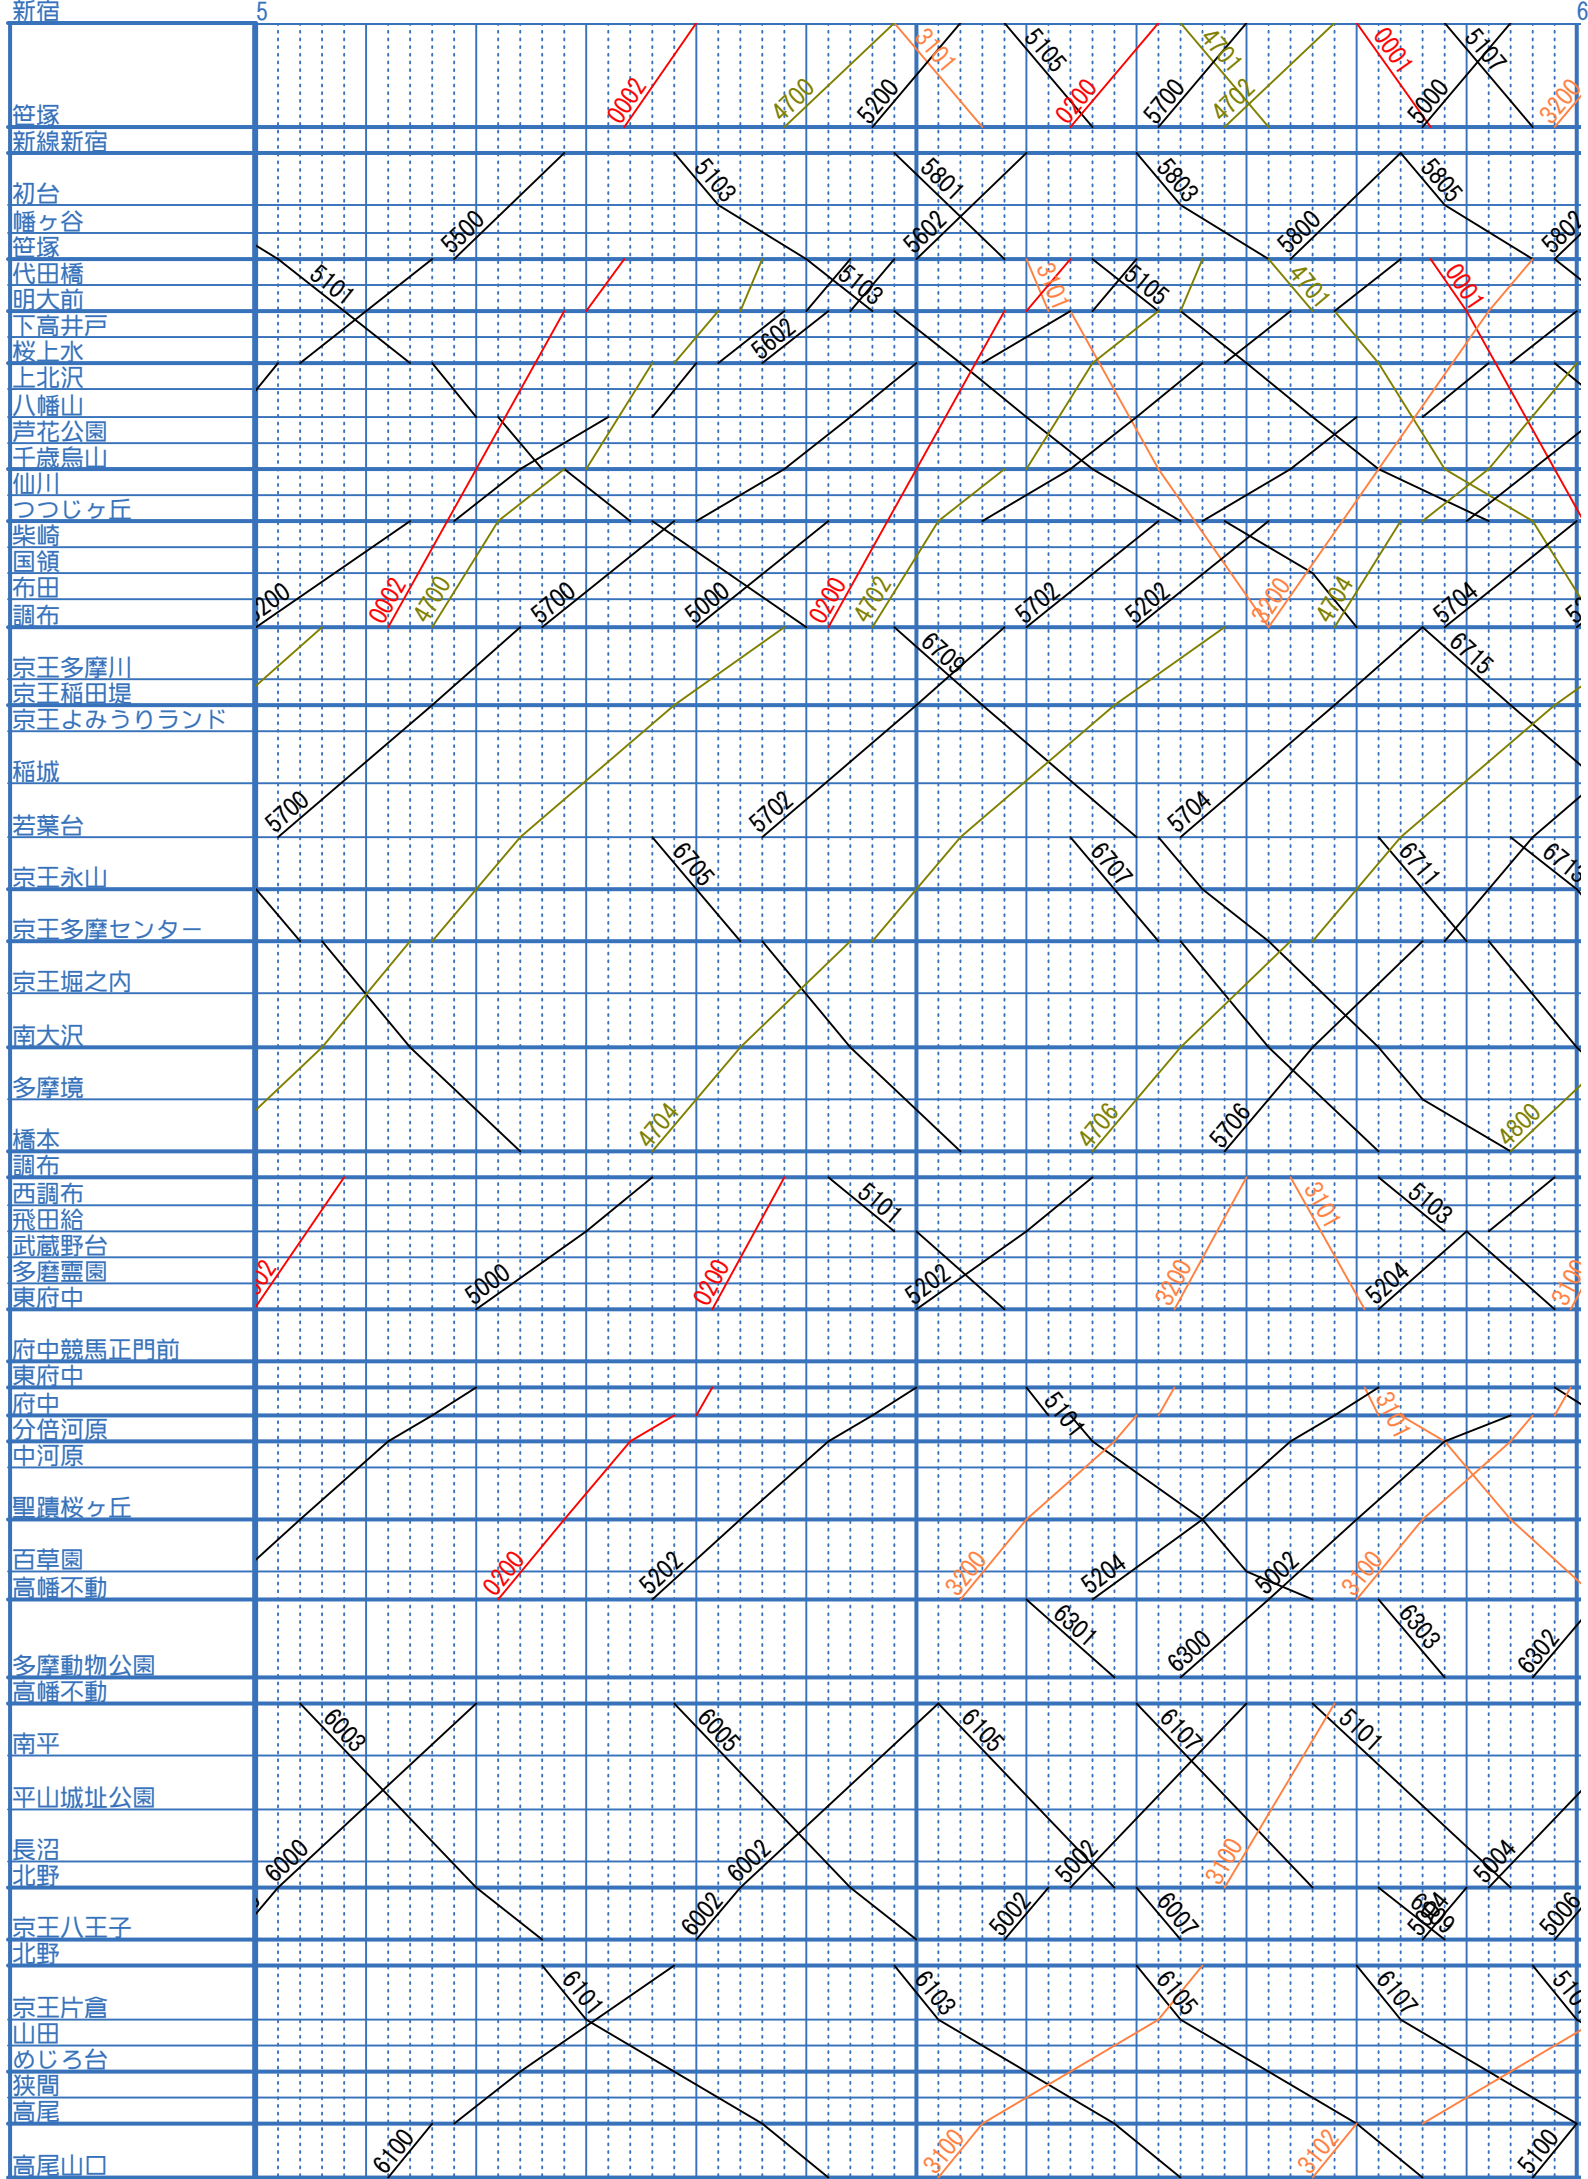 新宿 5 6
0002 4700 5200 3101 5105 0200 5700 4701 4702 0001 5000 5107 3200
笹塚
新線新宿
5500 5103 5801 5602 5803 5800 5805 5802
初台
幡ヶ谷
笹塚
代田橋
5101 5103 3101 5105 4701 0001
明大前
下高井戸
5602
桜上水
上北沢
八幡山
芦花公園
千歳烏山
仙川
つつじヶ丘
柴崎
国領
布田
200 0002 4700 5700 5000 0200 4702 5702 5202 3200 4704 5704 5
調布
6709 6715
京王多摩川
京王稲田堤
京王よみうりランド
稲城
5700 5702 5704
若葉台
6705 6707 6711 6713
京王永山
京王多摩センター
京王堀之内
南大沢
多摩境
4704 4706 5706 4800
橋本
調布
5101 3101 5103
西調布
飛田給
武蔵野台
多磨霊園
02 5000 0200 5202 3200 5204 3100
東府中
府中競馬正門前
東府中
府中
5101 3101
分倍河原
中河原
聖蹟桜ヶ丘
百草園
0200 5202 3200 5204 5002 3100
高幡不動
6301 6300 6303 6302
多摩動物公園
高幡不動
6003 6005 6105 6107 5101
南平
平山城址公園
長沼
6000 6002 5002 3100 5004
北野
6002 5002 6007 5006
京王八王子
北野
6101 6103 6105 6107 510
京王片倉
山田
めじろ台
狭間
高尾
6100 3100 3102 5100
高尾山口